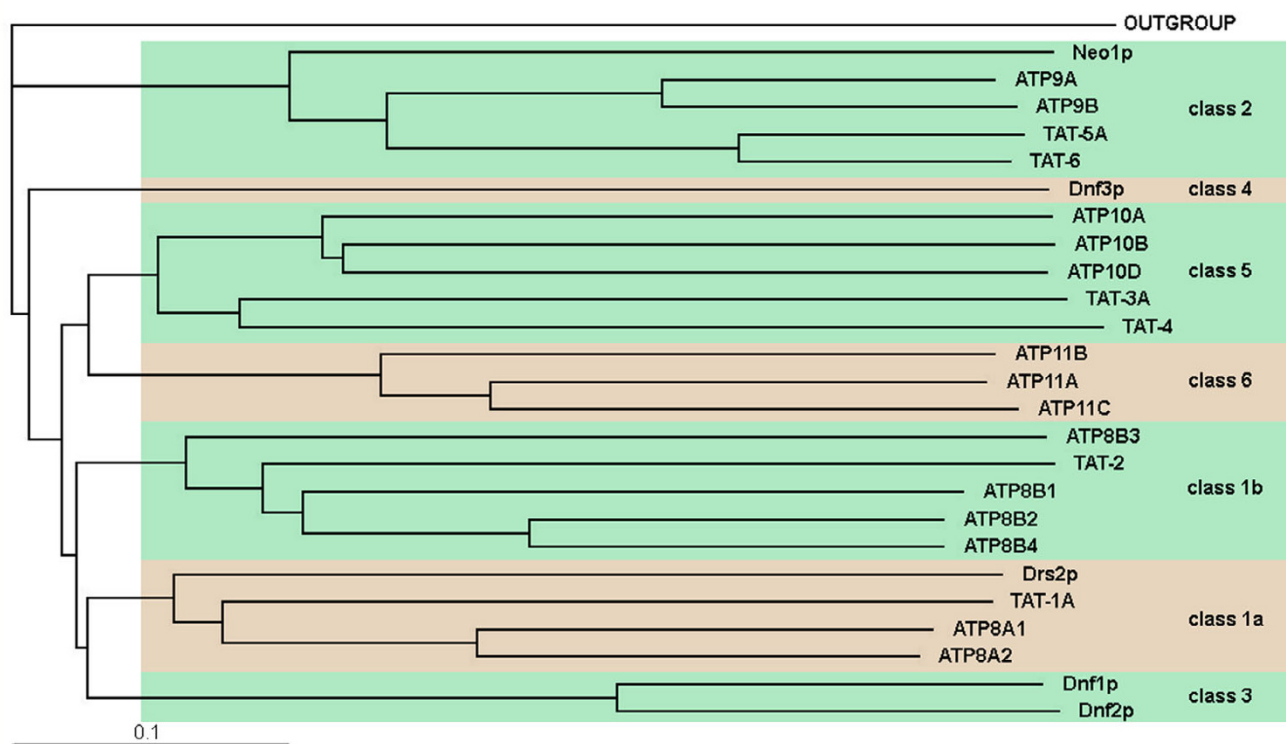 OUTGROUP
Neo1p
ATP9A
ATP9B
class 2
TAT-5A
TAT-6
Dnf3p class 4
ATP10A
ATP10B
ATP10D class 5
TAT-3A
TAT-4
ATP11B
ATP11A class 6
ATP11C
ATP8B3
TAT-2
ATP8B1 class 1b
ATP8B2
ATP8B4
Drs2p
TAT-1A
class 1a
ATP8A1
ATP8A2
Dnf1p
class 3
Dnf2p
0.1